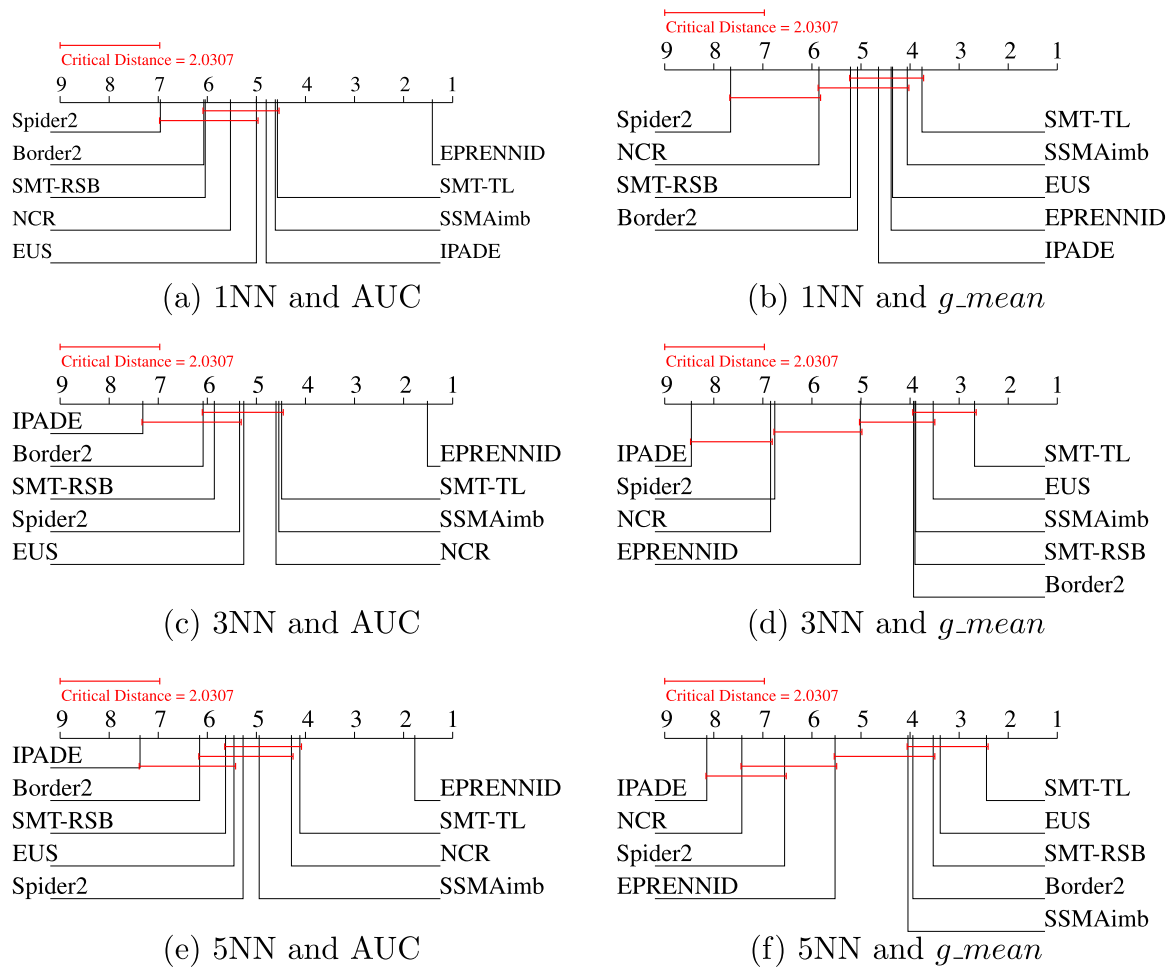 Critical Distance = 2.0307
9 8 7 6 5 4 3 2 1
Spider2
Border2 EPRENNID
SMT-RSB SMT-TL
NCR SSMAimb
EUS IPADE
(a) 1NN and AUC
Critical Distance = 2.0307
9 8 7 6 5 4 3 2 1
Spider2 SMT-TL
NCR SSMAimb
SMT-RSB EUS
Border2 EPRENNID
IPADE
(b) 1NN and g_mean
Critical Distance = 2.0307
9 8 7 6 5 4 3 2 1
IPADE
Border2 EPRENNID
SMT-RSB SMT-TL
Spider2 SSMAimb
EUS NCR
(c) 3NN and AUC
Critical Distance = 2.0307
9 8 7 6 5 4 3 2 1
IPADE SMT-TL
Spider2 EUS
NCR SSMAimb
EPRENNID SMT-RSB
Border2
(d) 3NN and g_mean
Critical Distance = 2.0307
9 8 7 6 5 4 3 2 1
IPADE
Border2 EPRENNID
SMT-RSB SMT-TL
EUS NCR
Spider2 SSMAimb
(e) 5NN and AUC
Critical Distance = 2.0307
9 8 7 6 5 4 3 2 1
IPADE SMT-TL
NCR EUS
Spider2 SMT-RSB
EPRENNID Border2
SSMAimb
(f) 5NN and g_mean